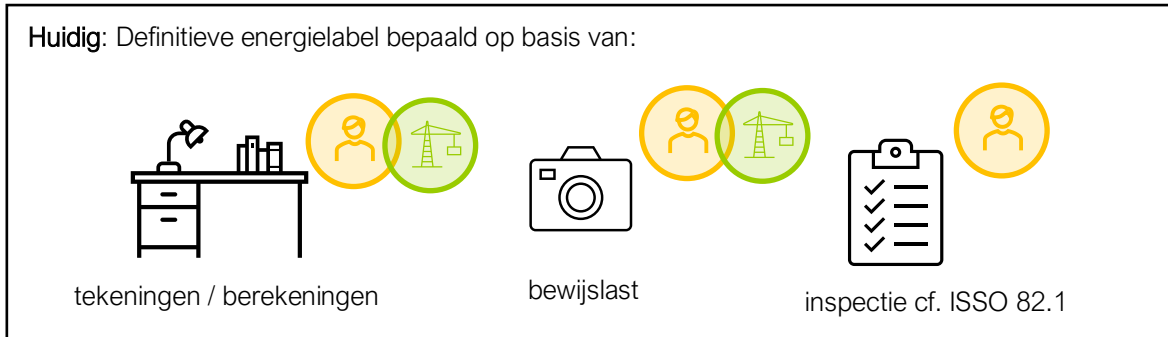 Huidig: Definitieve energielabel bepaald op basis van:
tekeningen / berekeningen
bewijslast
inspectie cf. ISSO 82.1